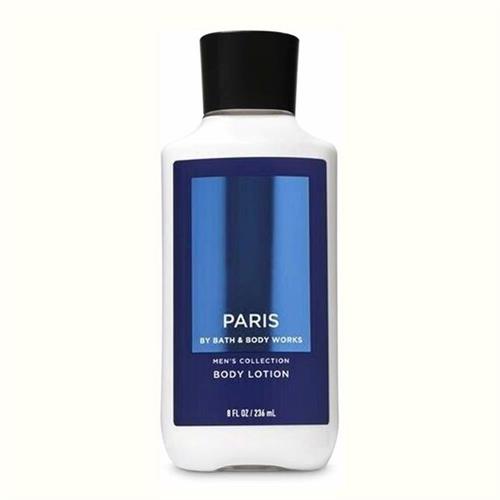 PARIS
BY BATH & BODY WORKS
MEN'S COLLECTION
BODY LOTION
8 FL OZ / 236 mL